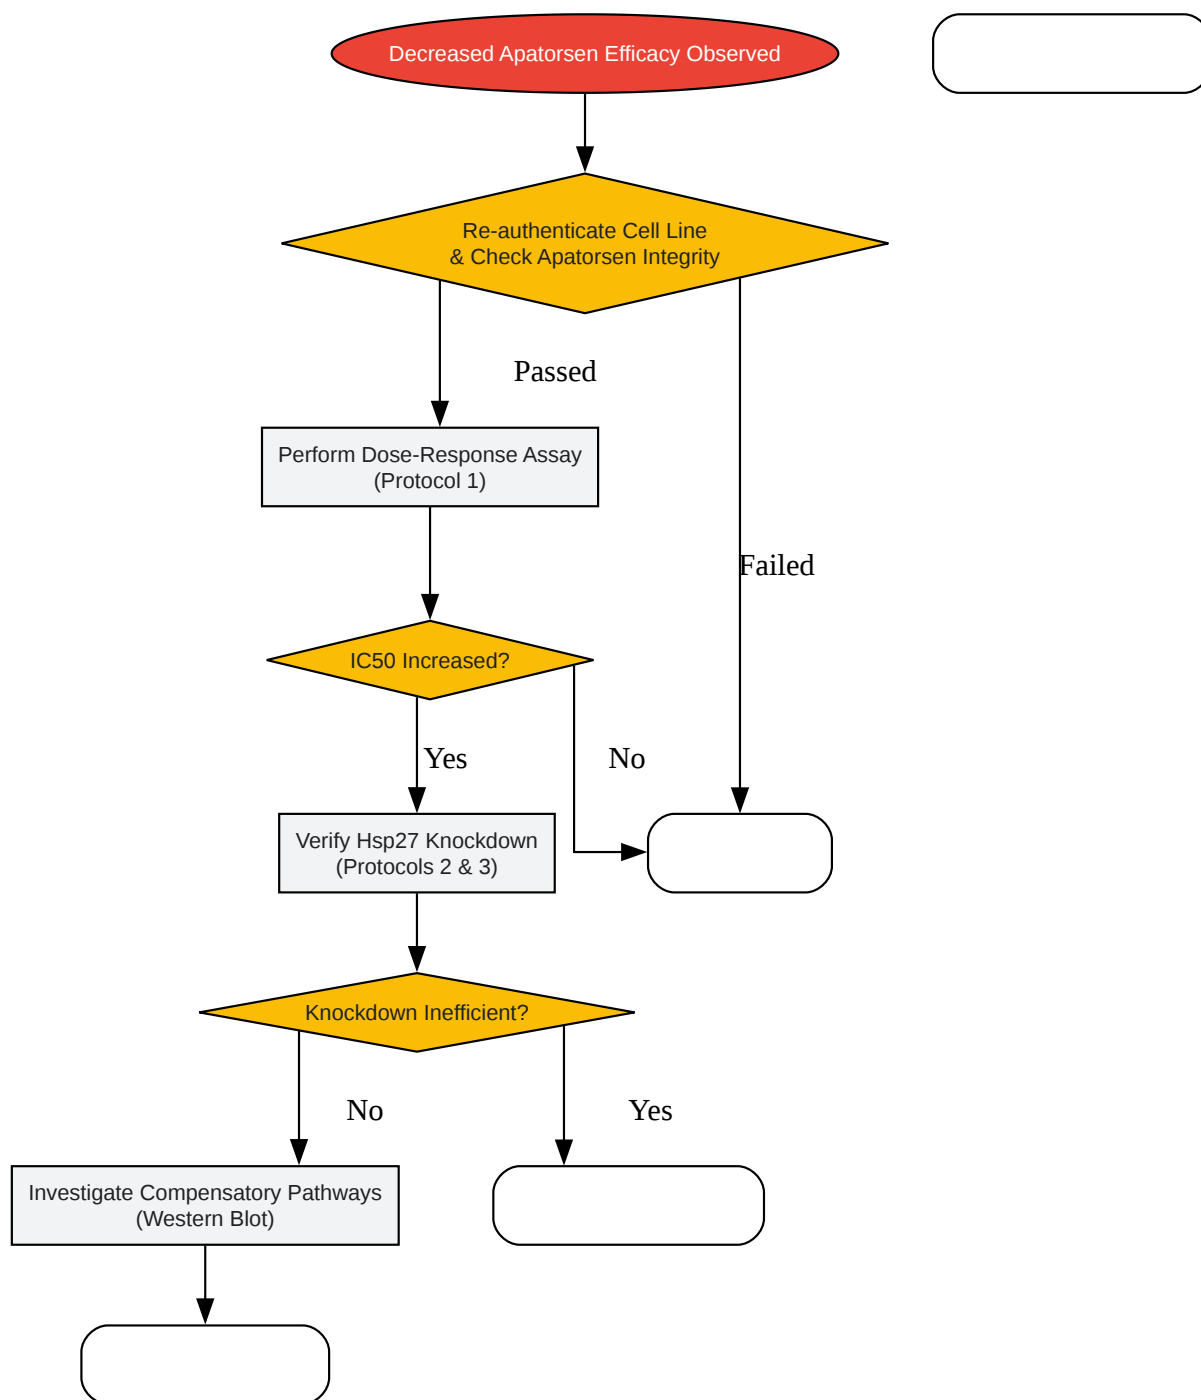 Decreased Apatorsen Efficacy Observed
Re-authenticate Cell Line
& Check Apatorsen Integrity
Passed
Perform Dose-Response Assay
(Protocol 1)
Failed
IC50 Increased?
Yes
No
Verify Hsp27 Knockdown
(Protocols 2 & 3)
Knockdown Inefficient?
No
Yes
Investigate Compensatory Pathways
(Western Blot)